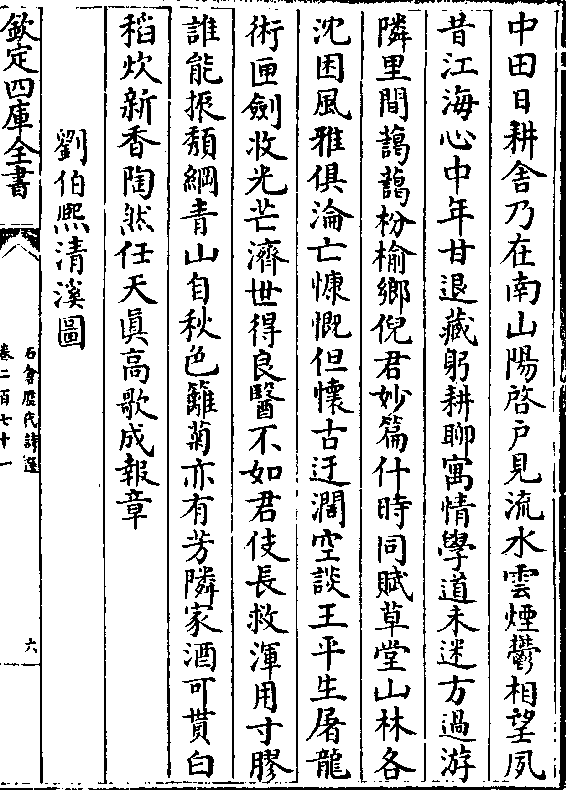 中田日耕舍乃在南山陽啓戸見流水雲煙鬱相望夙
昔江海心中年甘退藏躬耕聊寓情學道未迷方過游
隣里間藹藹枌榆鄉倪君妙篇什時同賦草堂山林各
沈困風雅俱淪亡慷慨但懷古迂濶空談王平生屠龍
術匣劍收光芒濟世得良醫不如君伎長救渾用寸膠
誰能振頽綱青山自秋色籬菊亦有芳隣家酒可貰白
稻炊新香陶然任天真高歌成報章
劉伯熙清溪圖
欽定四庫全書
石倉歷代詩選
卷二百七十一
六